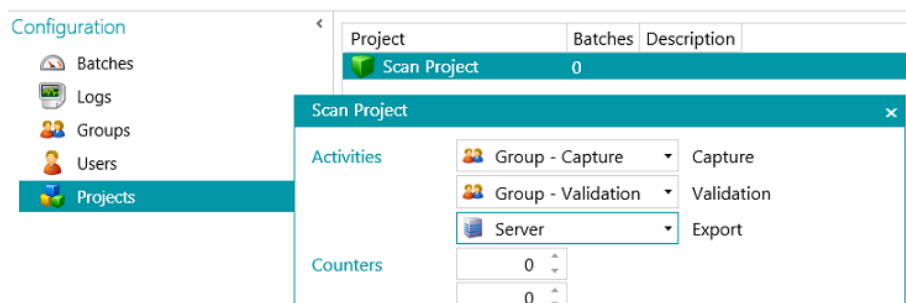 Configuration
Batches
Logs
Groups
Users
Projects
Project Batches Description
Scan Project 0
Scan Project
Activities Group - Capture Capture
Group - Validation Validation
Server Export
Counters 0
0